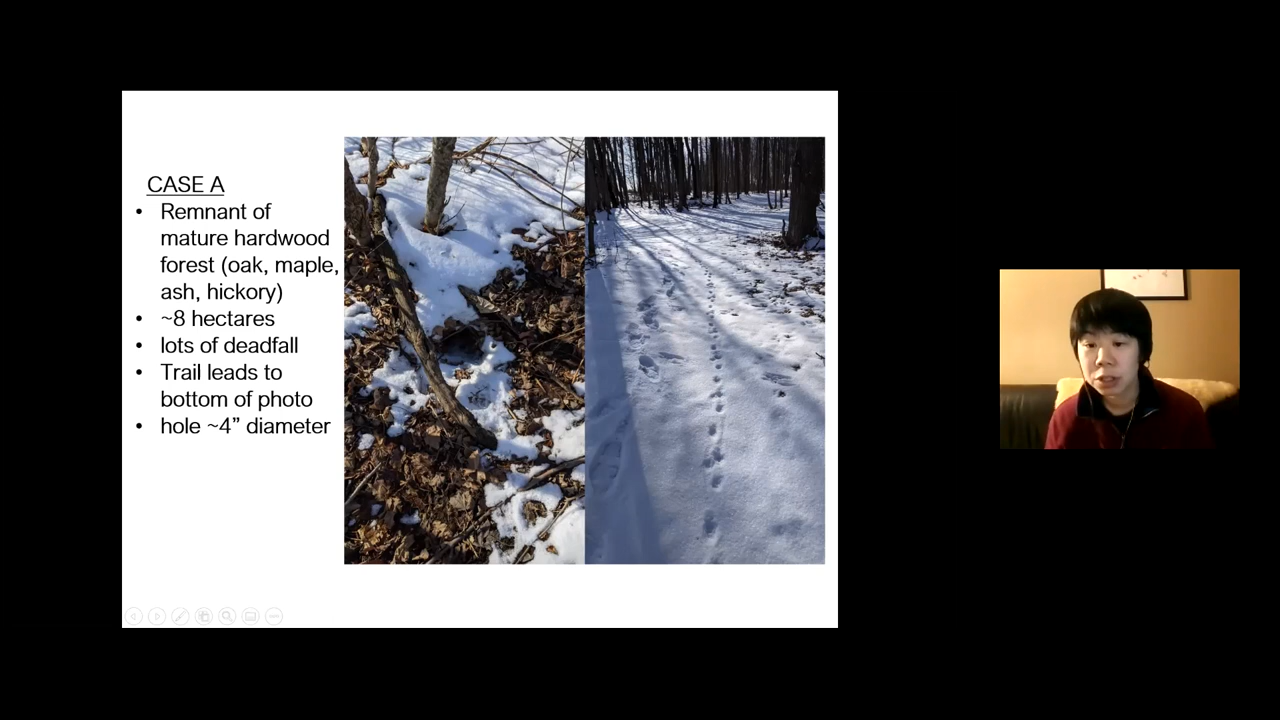 CASE A
• Remnant of
mature hardwood
forest (oak, maple,
ash, hickory)
• ~8 hectares
• lots of deadfall
• Trail leads to
bottom of photo
• hole ~4” diameter